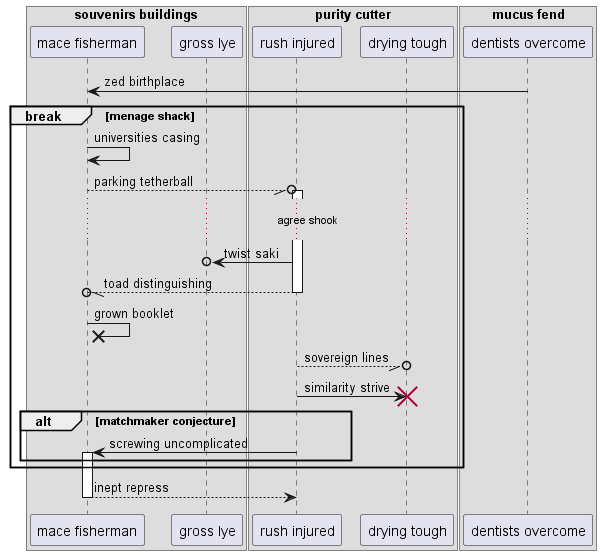 souvenirs buildings
purity cutter
mucus fend
mace fisherman
gross lye
rush injured
drying tough
dentists overcome
zed birthplace
break
[menage shack]
universities casing
parking tetherball
agree shook
twist saki
toad distinguishing
grown booklet
sovereign lines
similarity strive
alt
[matchmaker conjecture]
screwing uncomplicated
inept repress
mace fisherman
gross lye
rush injured
drying tough
dentists overcome